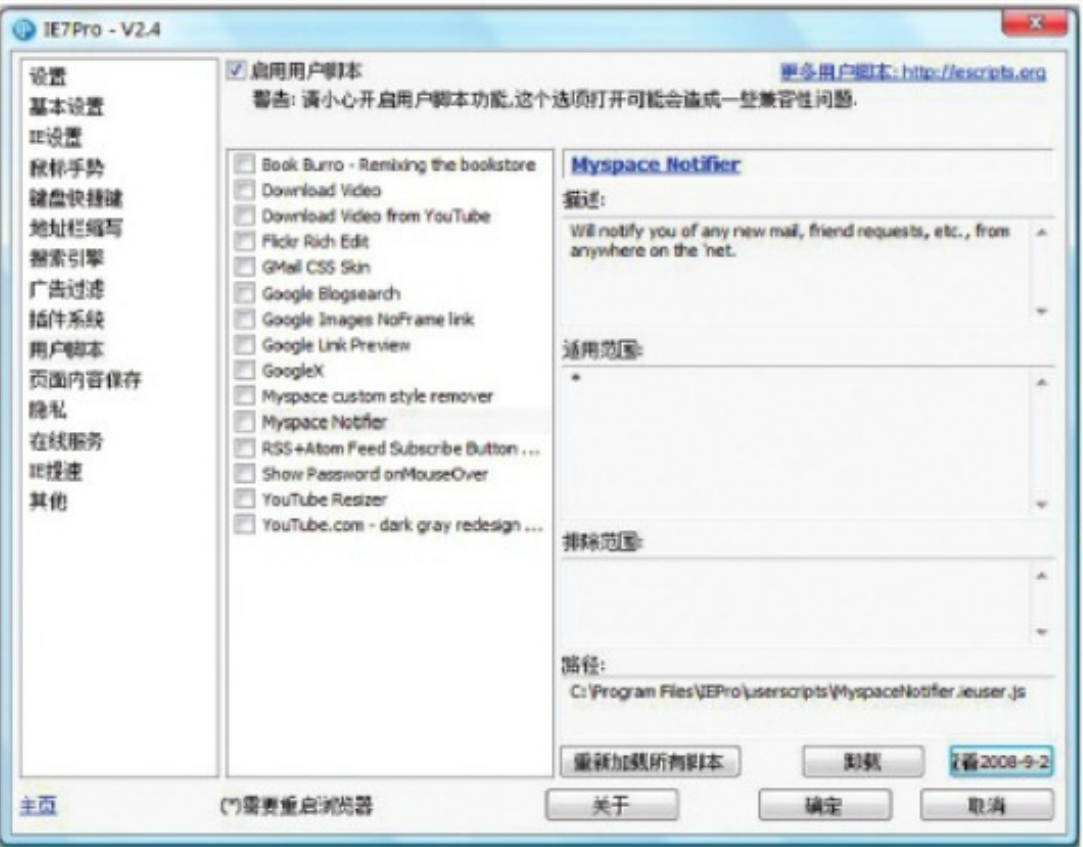 IE7Pro - V2.4
设置
基本设置
IE设置
鼠标手势
键盘快捷键
地址栏缩写
搜索引擎
广告过滤
插件系统
用户脚本
页面内容保存
隐私
在线服务
IE提速
其他
主页
启用用户脚本
更多用户脚本: http://iescripts.org
警告: 请小心开启用户脚本功能,这个选项打开可能会造成一些兼容性问题.
Book Burro - Remixing the bookstore
Download Video
Download Video from YouTube
Flickr Rich Edit
GMail CSS Skin
Google Blogsearch
Google Images NoFrame link
Google Link Preview
GoogleX
Myspace custom style remover
Myspace Notifier
RSS+Atom Feed Subscribe Button ...
Show Password onMouseOver
YouTube Resizer
YouTube.com - dark gray redesign ...
Myspace Notifier
描述:
Will notify you of any new mail, friend requests, etc., from
anywhere on the 'net.
适用范围:
*
排除范围:
路径:
C:\Program Files\IEPro\userscripts\MyspaceNotifier.ieuser.js
重新加载所有脚本
卸载
看2008-9-2
(*)需要重启浏览器
关于
确定
取消